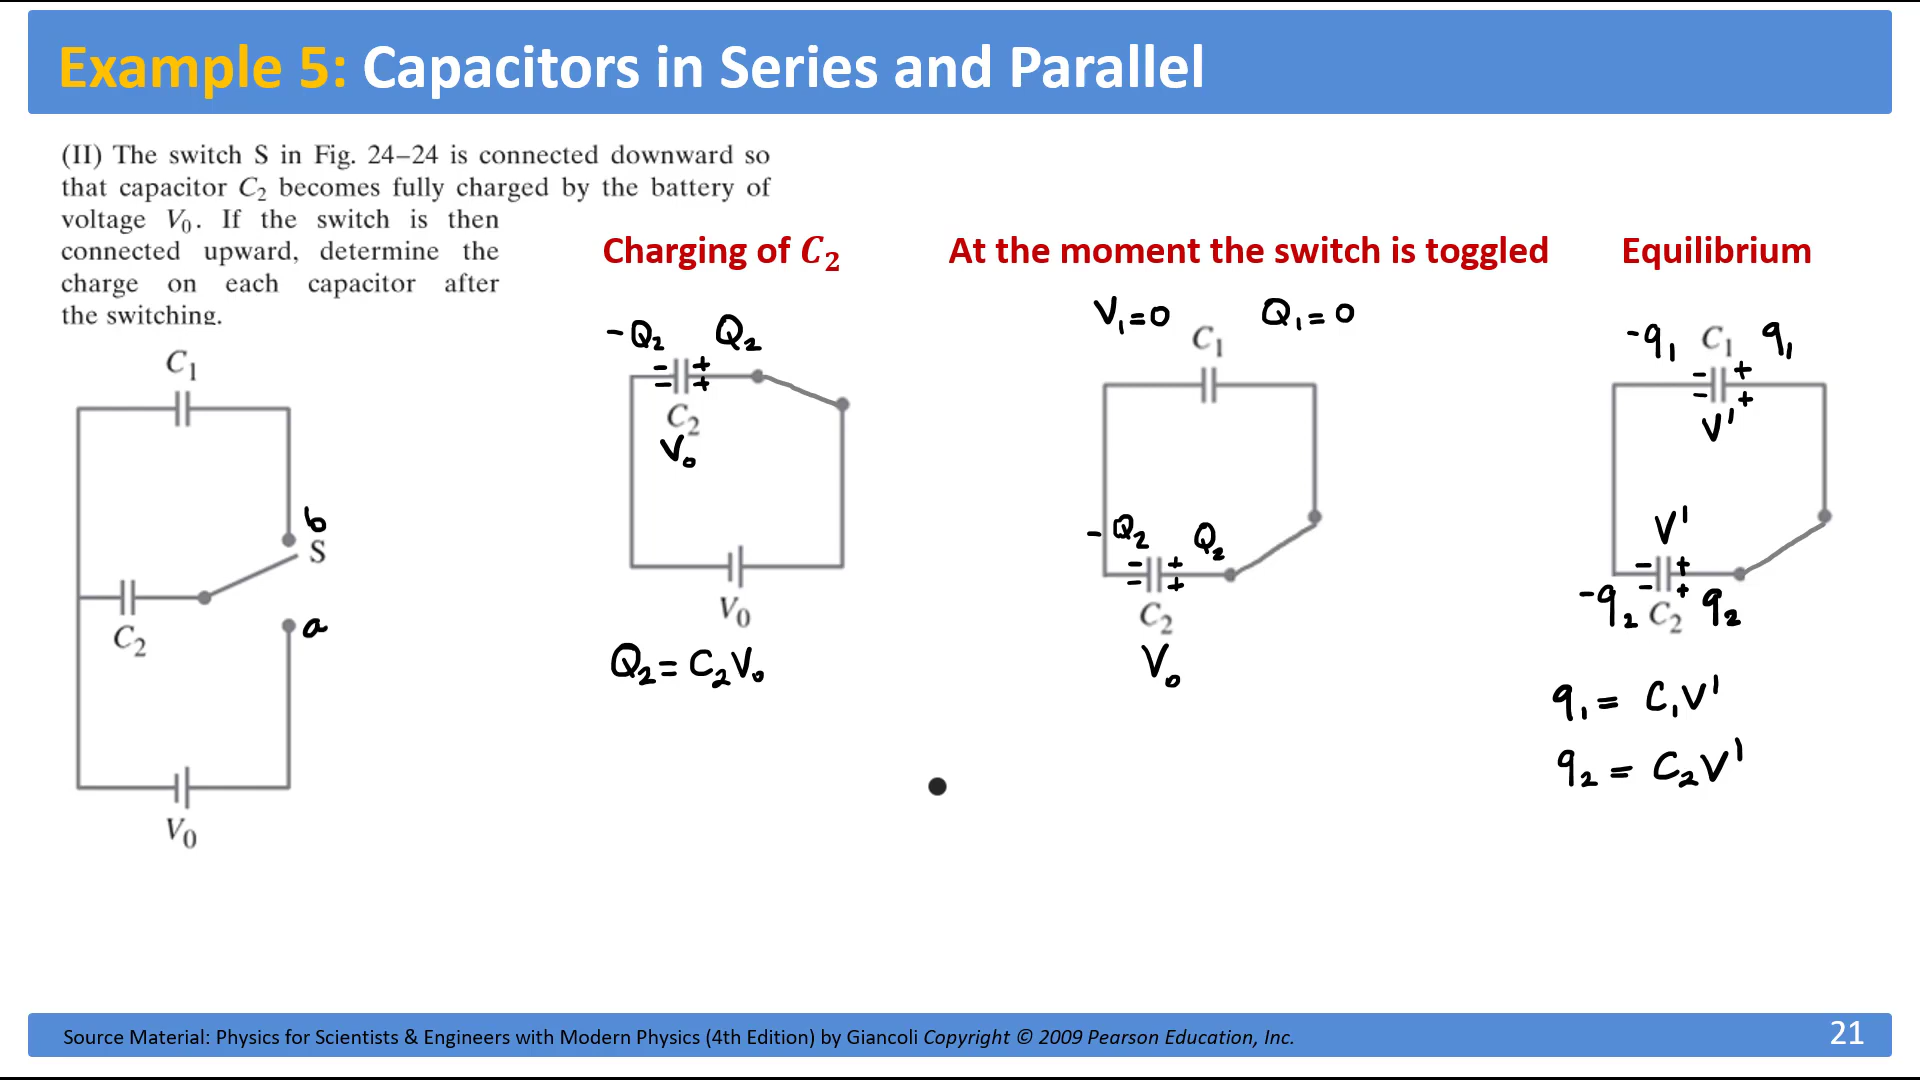 Example 5: Capacitors in Series and Parallel
(II) The switch S in Fig. 24–24 is connected downward so
that capacitor C₂ becomes fully charged by the battery of
voltage V₀. If the switch is then
connected upward, determine the
charge on each capacitor after
the switching.
C₁
b
S
C₂
a
V₀
Charging of C₂
-Q₂ Q₂
- +
- +
C₂
V₀
V₀
Q₂ = C₂V₀
At the moment the switch is toggled
V₁=0 Q₁=0
C₁
-Q₂ Q₂
- +
- +
C₂
V₀
Equilibrium
-q₁ C₁ q₁
- +
- +
V'
V'
- +
- +
-q₂ C₂ q₂
q₁ = C₁V'
q₂ = C₂V'
Source Material: Physics for Scientists & Engineers with Modern Physics (4th Edition) by Giancoli Copyright © 2009 Pearson Education, Inc.
21